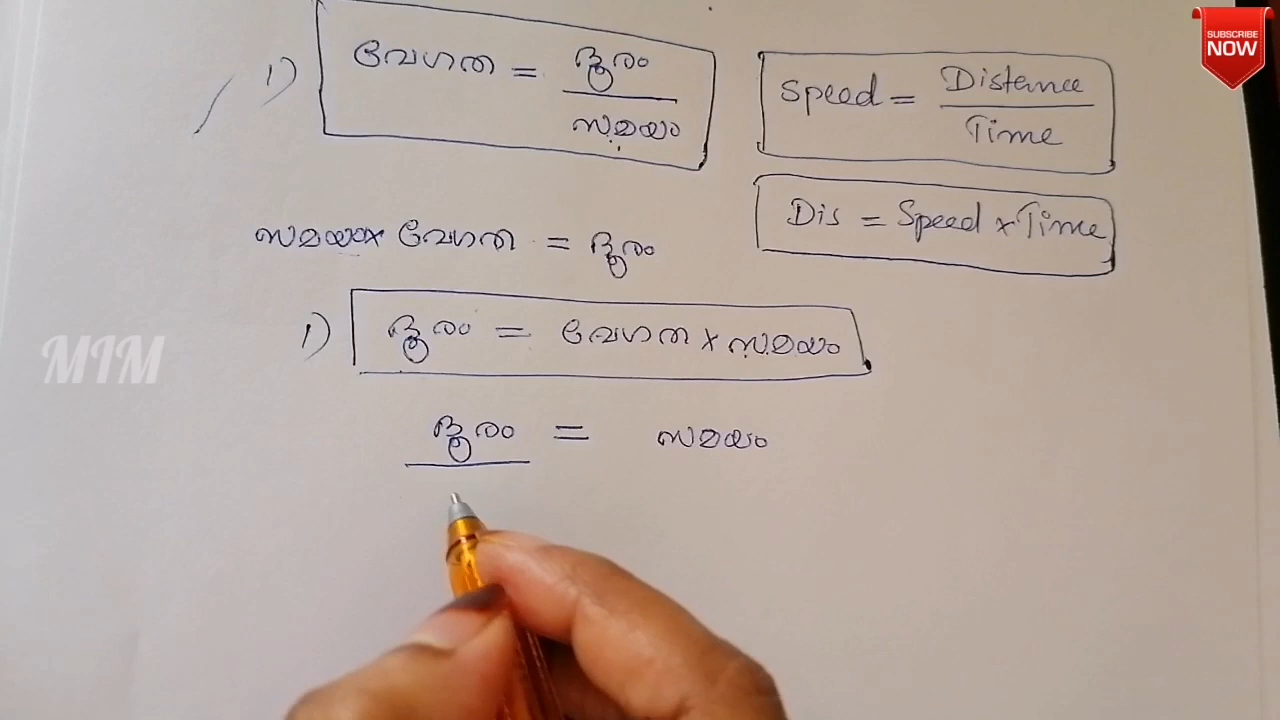 SUBSCRIBE
NOW
1) വേഗത = ദൂരം / സമയം
Speed = Distance / Time
Dis = Speed × Time
സമയം × വേഗത = ദൂരം
1) ദൂരം = വേഗത × സമയം
MIM
ദൂരം = സമയം